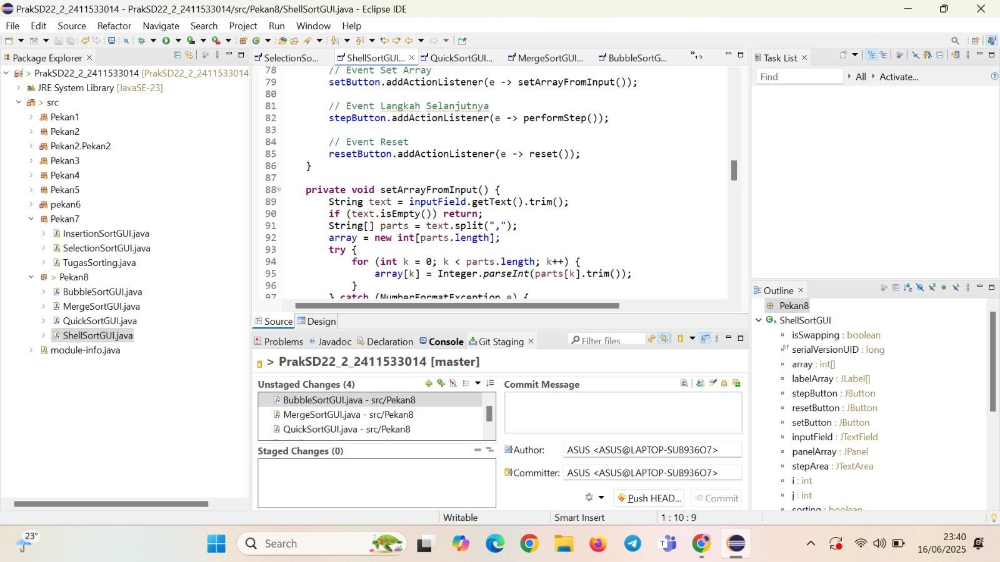 PrakSD22_2_2411533014 - PrakSD22_2_2411533014/src/Pekan8/ShellSortGUI.java - Eclipse IDE
File Edit Source Refactor Navigate Search Project Run Window Help
Package Explorer
> PrakSD22_2_2411533014 [PrakSD22_2_2411533014
JRE System Library [JavaSE-23]
> src
Pekan1
Pekan2
Pekan2.Pekan2
Pekan3
Pekan4
Pekan5
pekan6
Pekan7
InsertionSortGUI.java
SelectionSortGUI.java
TugasSorting.java
> Pekan8
BubbleSortGUI.java
MergeSortGUI.java
QuickSortGUI.java
ShellSortGUI.java
module-info.java
SelectionSo... ShellSortGUI... QuickSortGUI... MergeSortGUI... BubbleSortG... »12
78 // Event Set Array
79 setButton.addActionListener(e -> setArrayFromInput());
80
81 // Event Langkah Selanjutnya
82 stepButton.addActionListener(e -> performStep());
83
84 // Event Reset
85 resetButton.addActionListener(e -> reset());
86 }
87
88 private void setArrayFromInput() {
89 String text = inputField.getText().trim();
90 if (text.isEmpty()) return;
91 String[] parts = text.split(",");
92 array = new int[parts.length];
93 try {
94 for (int k = 0; k < parts.length; k++) {
95 array[k] = Integer.parseInt(parts[k].trim());
96 }
97 } catch (NumberFormatException e) {
Source Design
Problems Javadoc Declaration Console Git Staging
Filter files
> PrakSD22_2_2411533014 [master]
Unstaged Changes (4)
BubbleSortGUI.java - src/Pekan8
MergeSortGUI.java - src/Pekan8
QuickSortGUI.java - src/Pekan8
Staged Changes (0)
Commit Message
Author: ASUS <ASUS@LAPTOP-SUB936O7>
Committer: ASUS <ASUS@LAPTOP-SUB936O7>
Push HEAD... Commit
Task List
Find All Activate...
Outline
Pekan8
ShellSortGUI
isSwapping : boolean
serialVersionUID : long
array : int[]
labelArray : JLabel[]
stepButton : JButton
resetButton : JButton
setButton : JButton
inputField : JTextField
panelArray : JPanel
stepArea : JTextArea
i : int
j : int
sorting : boolean
Writable Smart Insert 1 : 10 : 9
23°
Search
23:40
16/06/2025